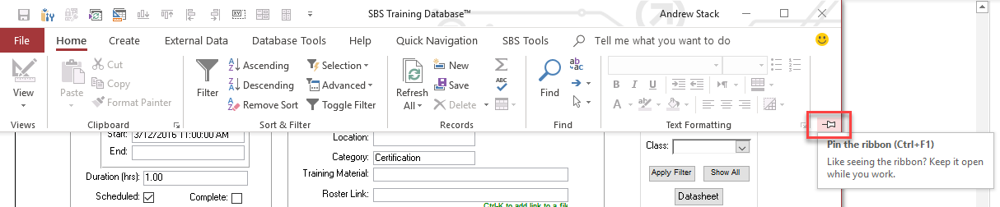 SBS Training Database™ Andrew Stack
File Home Create External Data Database Tools Help Quick Navigation SBS Tools Tell me what you want to do
View Paste Cut Copy Format Painter
Filter Ascending Descending Remove Sort Selection Advanced Toggle Filter
Refresh All New Save Delete ABC
Find ab ac
B I U A
Views Clipboard Sort & Filter Records Find Text Formatting
Start: 3/12/2016 11:00:00 AM
End:
Duration (hrs): 1.00
Scheduled: Complete:
Location:
Category: Certification
Training Material:
Roster Link:
Ctrl-K to add link to a file
Class:
Apply Filter Show All
Datasheet
Pin the ribbon (Ctrl+F1)
Like seeing the ribbon? Keep it open
while you work.